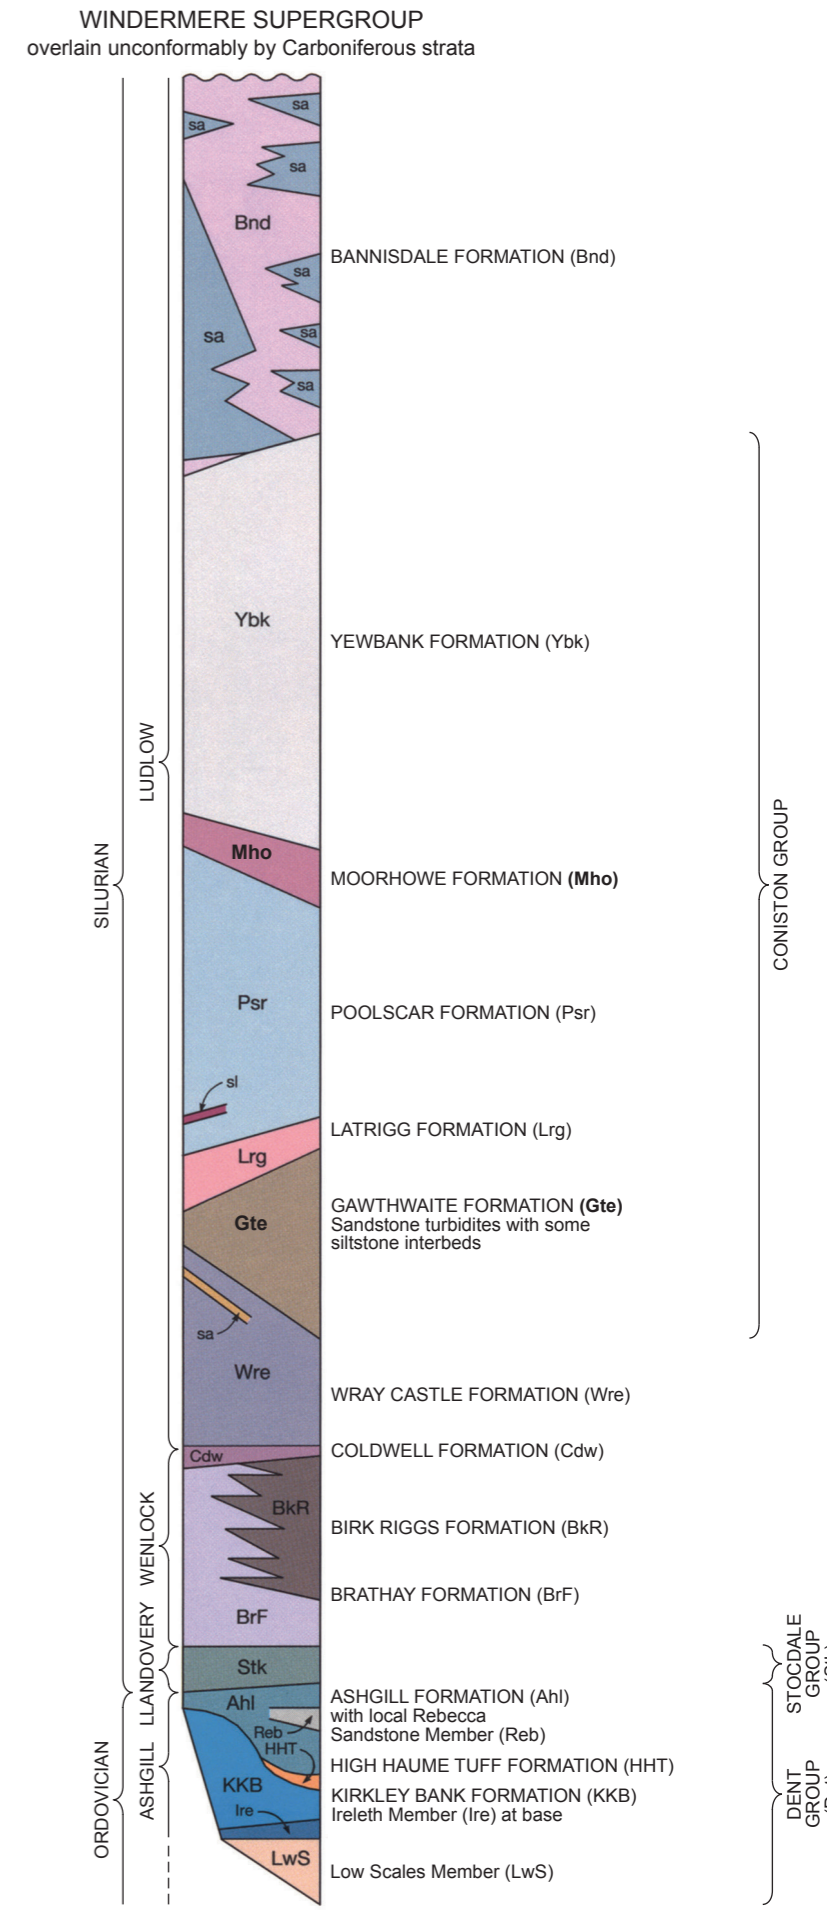 WINDERMERE SUPERGROUP
overlain unconformably by Carboniferous strata
sa
sa
sa
Bnd
BANNISDALE FORMATION (Bnd)
sa
sa
sa
sa
Ybk
YEWBANK FORMATION (Ybk)
LUDLOW
SILURIAN
CONISTON GROUP
Mho
MOORHOWE FORMATION (Mho)
Psr
POOLSCAR FORMATION (Psr)
sl
LATRIGG FORMATION (Lrg)
Lrg
GAWTHWAITE FORMATION (Gte)
Sandstone turbidites with some
siltstone interbeds
Gte
sa
Wre
WRAY CASTLE FORMATION (Wre)
COLDWELL FORMATION (Cdw)
Cdw
BkR
BIRK RIGGS FORMATION (BkR)
WENLOCK
BRATHAY FORMATION (BrF)
BrF
LLANDOVERY
Stk
STOCDALE
GROUP
Ahl
ASHGILL FORMATION (Ahl)
with local Rebecca
Sandstone Member (Reb)
Reb
HHT
HIGH HAUME TUFF FORMATION (HHT)
KKB
KIRKLEY BANK FORMATION (KKB)
Ireleth Member (Ire) at base
Ire
ASHGILL
ORDOVICIAN
DENT
GROUP
LwS
Low Scales Member (LwS)